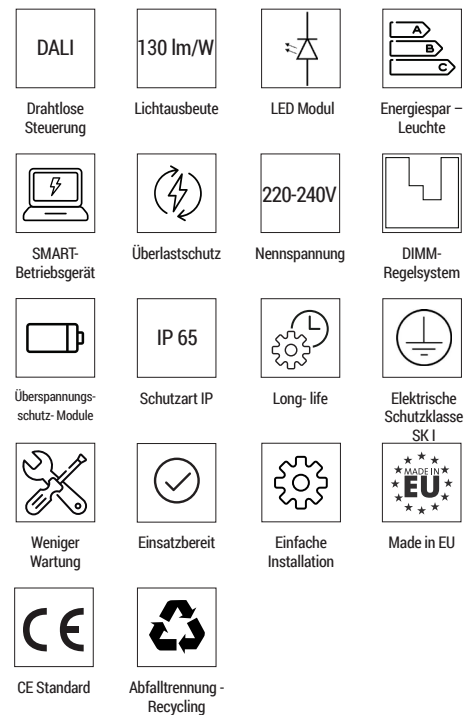 DALI
Drahtlose
Steuerung
130 lm/W
Lichtausbeute
LED Modul
A
B
C
Energiespar –
Leuchte
SMART-
Betriebsgerät
Überlastschutz
220-240V
Nennspannung
DIMM-
Regelsystem
Überspannungs-
schutz- Module
IP 65
Schutzart IP
Long- life
Elektrische
Schutzklasse
SK I
Weniger
Wartung
Einsatzbereit
Einfache
Installation
MADE IN
EU
Made in EU
CE
CE Standard
Abfalltrennung -
Recycling